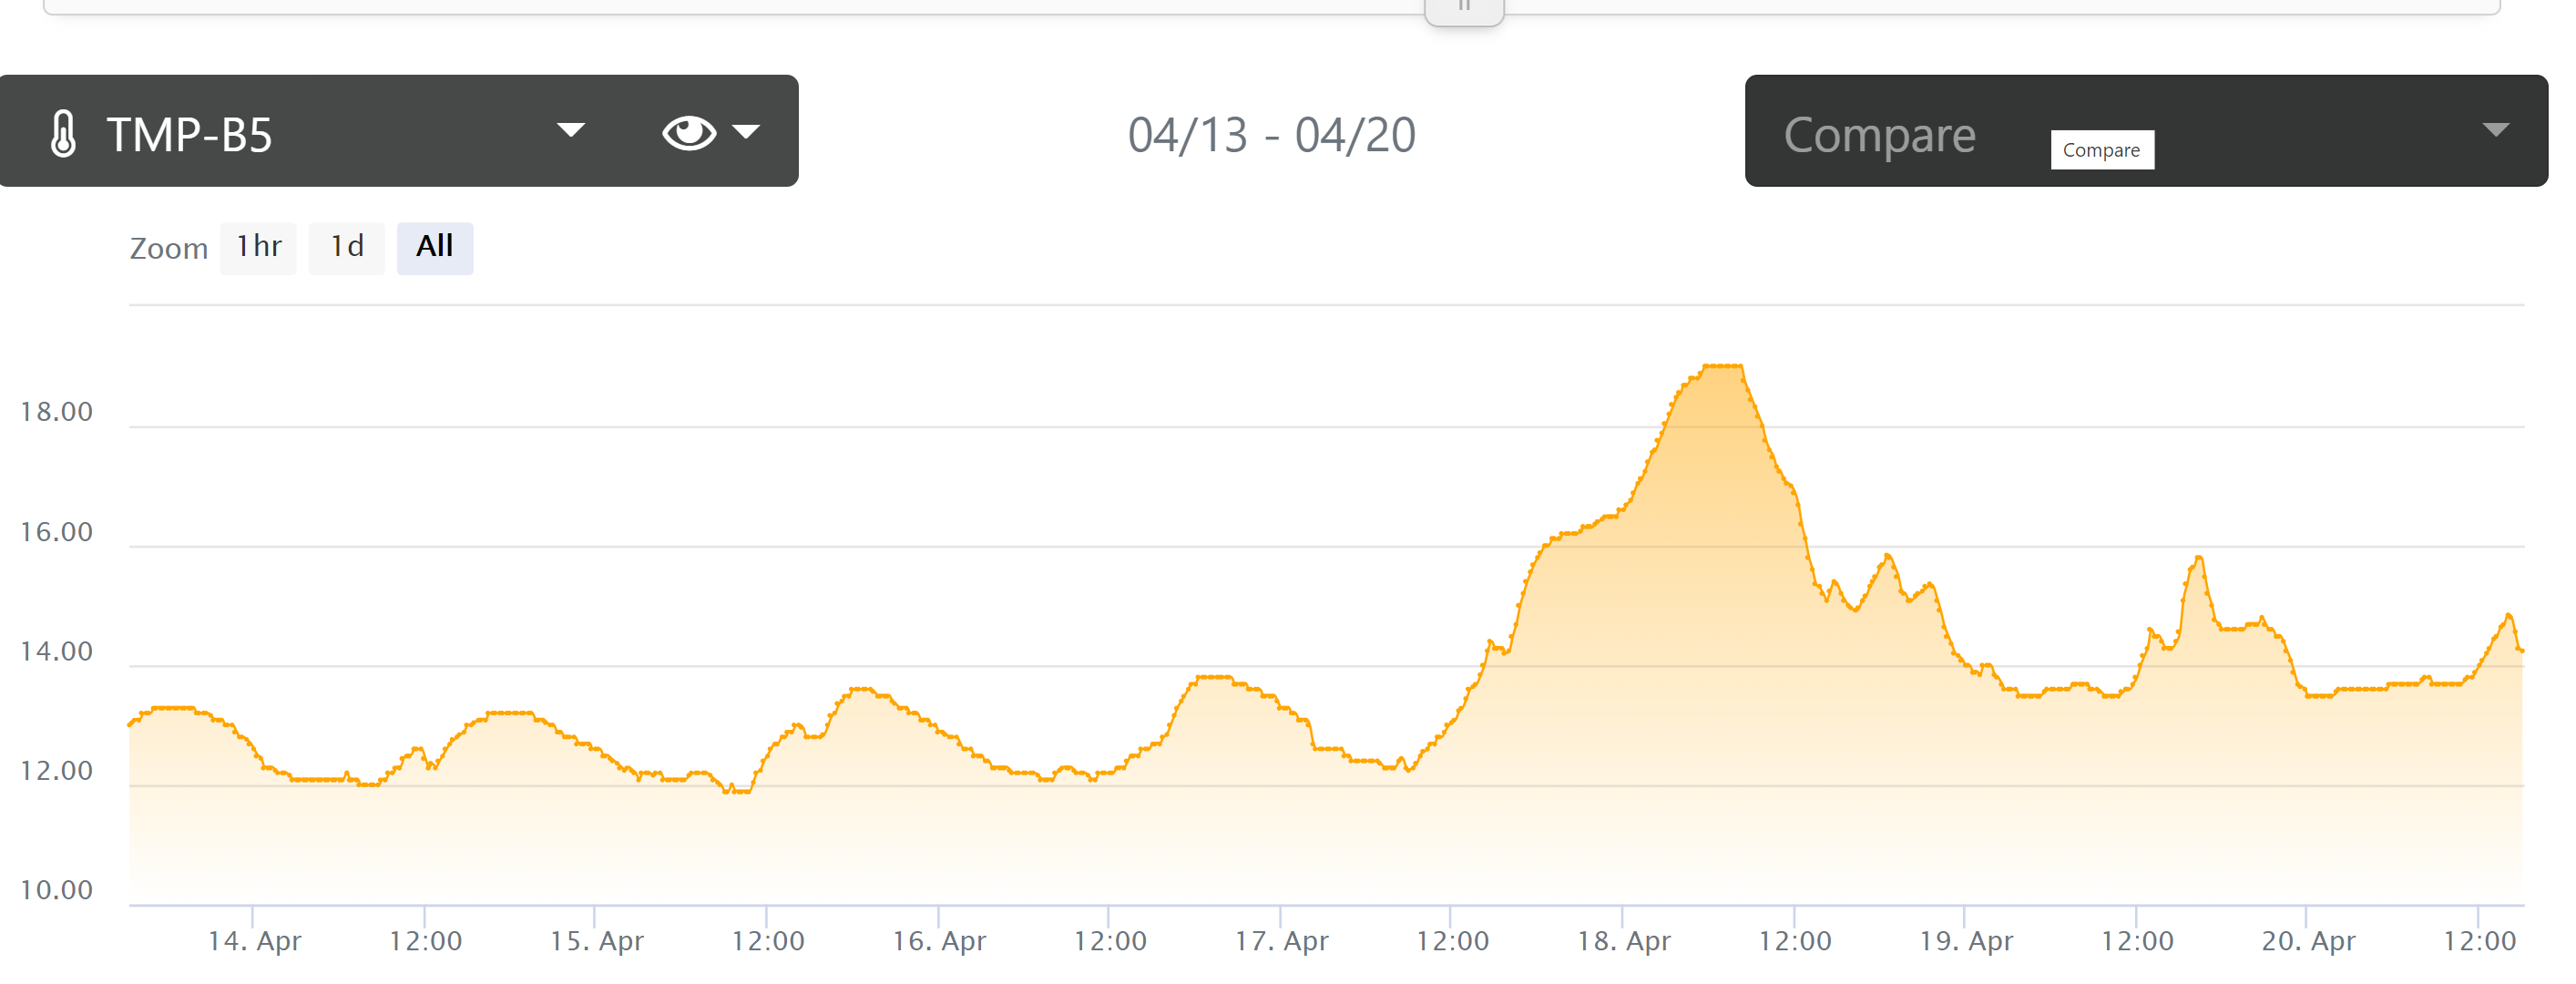 TMP-B5
04/13 - 04/20
Compare
Compare
Zoom 1hr 1d All
18.00
16.00
14.00
12.00
10.00
14. Apr 12:00 15. Apr 12:00 16. Apr 12:00 17. Apr 12:00 18. Apr 12:00 19. Apr 12:00 20. Apr 12:00